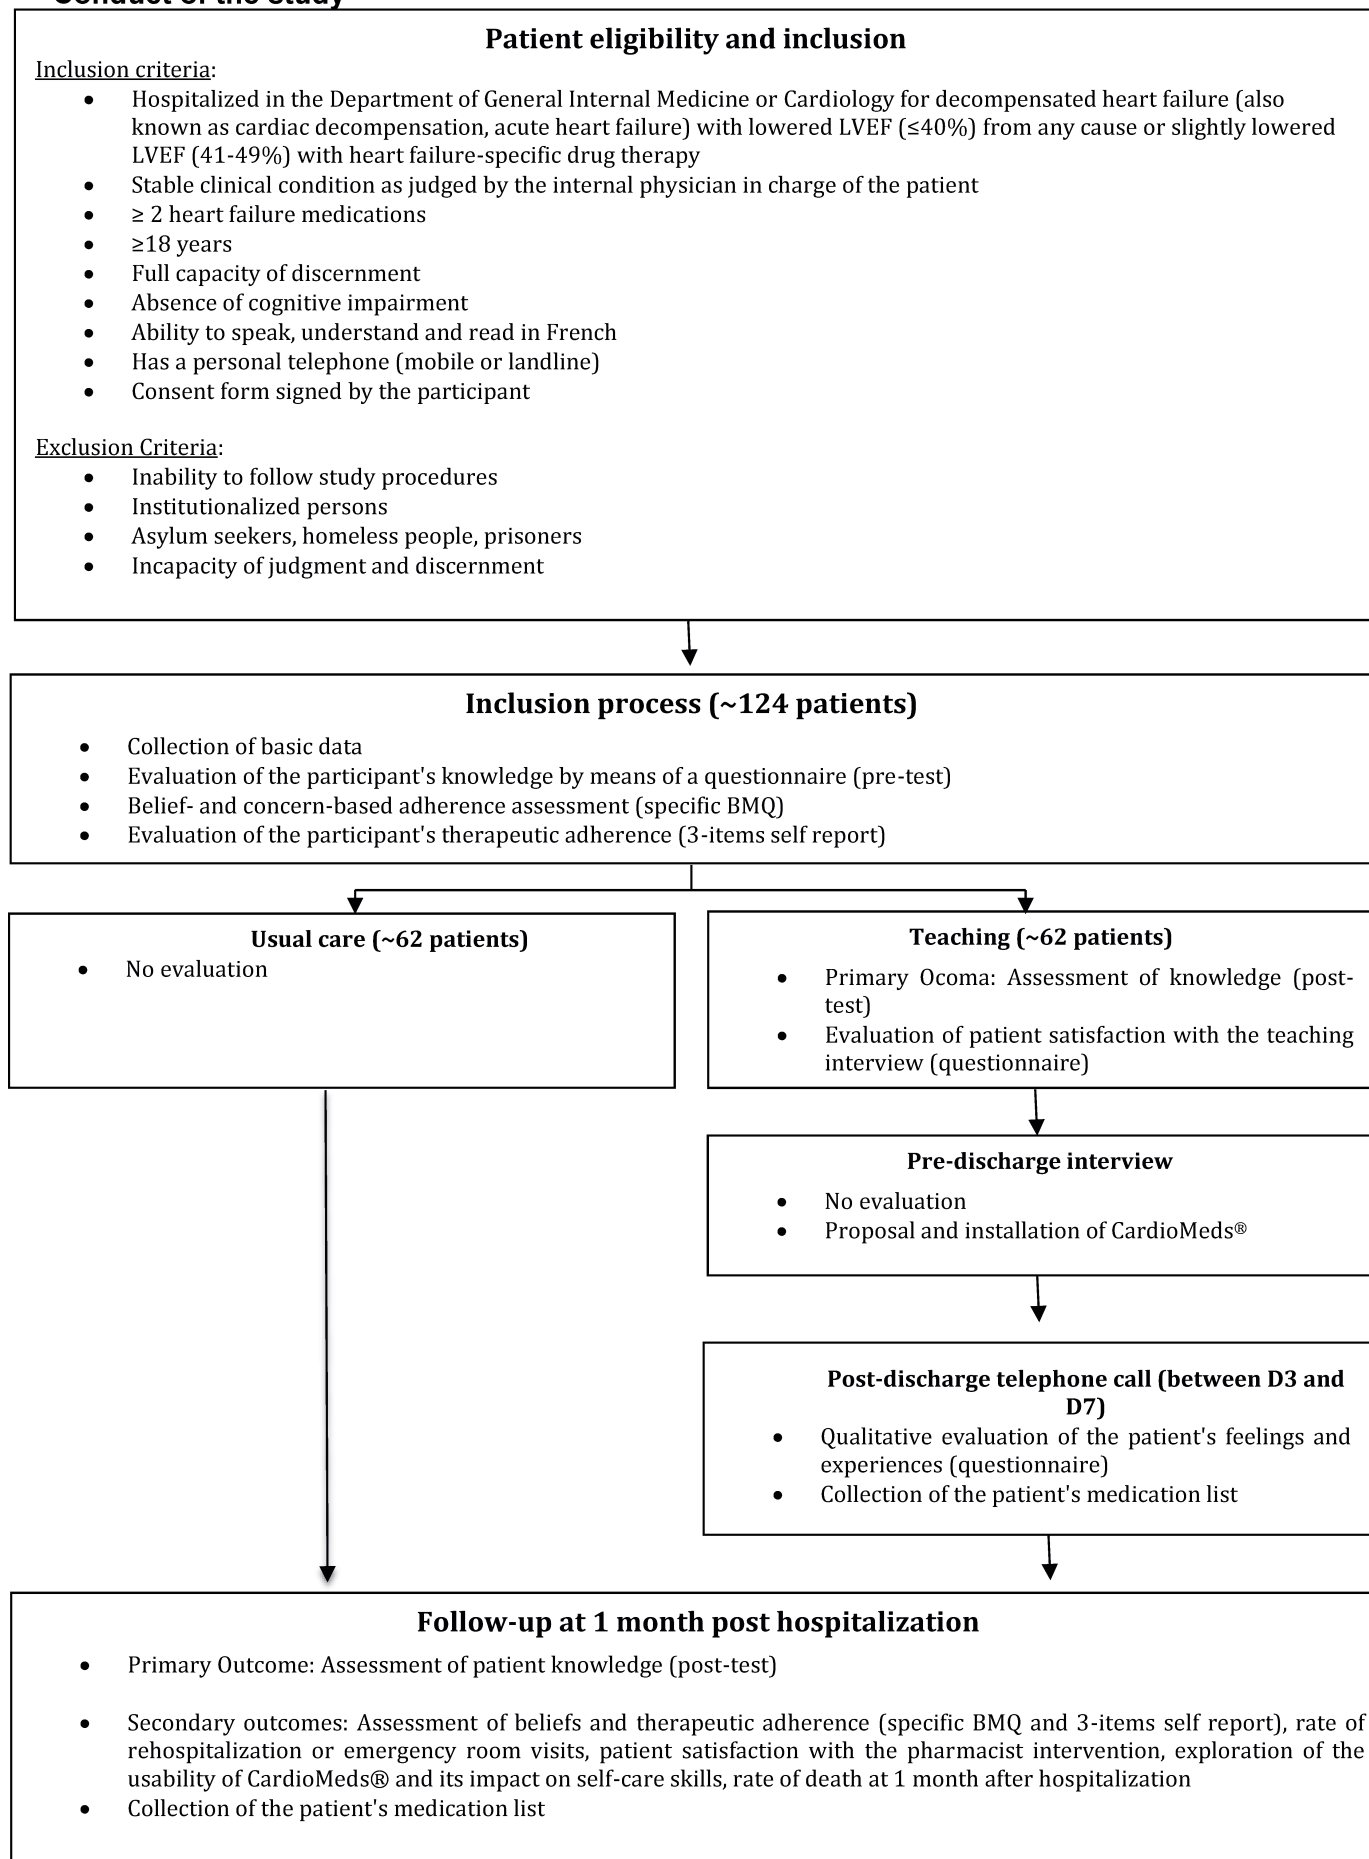 Conduct of the study
Patient eligibility and inclusion
Inclusion criteria:
• Hospitalized in the Department of General Internal Medicine or Cardiology for decompensated heart failure (also
known as cardiac decompensation, acute heart failure) with lowered LVEF (≤40%) from any cause or slightly lowered
LVEF (41-49%) with heart failure-specific drug therapy
• Stable clinical condition as judged by the internal physician in charge of the patient
• ≥ 2 heart failure medications
• ≥18 years
• Full capacity of discernment
• Absence of cognitive impairment
• Ability to speak, understand and read in French
• Has a personal telephone (mobile or landline)
• Consent form signed by the participant
Exclusion Criteria:
• Inability to follow study procedures
• Institutionalized persons
• Asylum seekers, homeless people, prisoners
• Incapacity of judgment and discernment
Inclusion process (~124 patients)
• Collection of basic data
• Evaluation of the participant's knowledge by means of a questionnaire (pre-test)
• Belief- and concern-based adherence assessment (specific BMQ)
• Evaluation of the participant's therapeutic adherence (3-items self report)
Usual care (~62 patients)
• No evaluation
Teaching (~62 patients)
• Primary Ocoma: Assessment of knowledge (post-
test)
• Evaluation of patient satisfaction with the teaching
interview (questionnaire)
Pre-discharge interview
• No evaluation
• Proposal and installation of CardioMeds®
Post-discharge telephone call (between D3 and
D7)
• Qualitative evaluation of the patient's feelings and
experiences (questionnaire)
• Collection of the patient's medication list
Follow-up at 1 month post hospitalization
• Primary Outcome: Assessment of patient knowledge (post-test)
• Secondary outcomes: Assessment of beliefs and therapeutic adherence (specific BMQ and 3-items self report), rate of
rehospitalization or emergency room visits, patient satisfaction with the pharmacist intervention, exploration of the
usability of CardioMeds® and its impact on self-care skills, rate of death at 1 month after hospitalization
• Collection of the patient's medication list